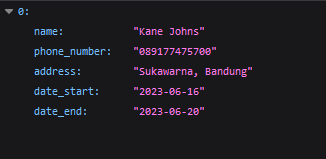 0:
name: "Kane Johns"
phone_number: "089177475700"
address: "Sukawarna, Bandung"
date_start: "2023-06-16"
date_end: "2023-06-20"